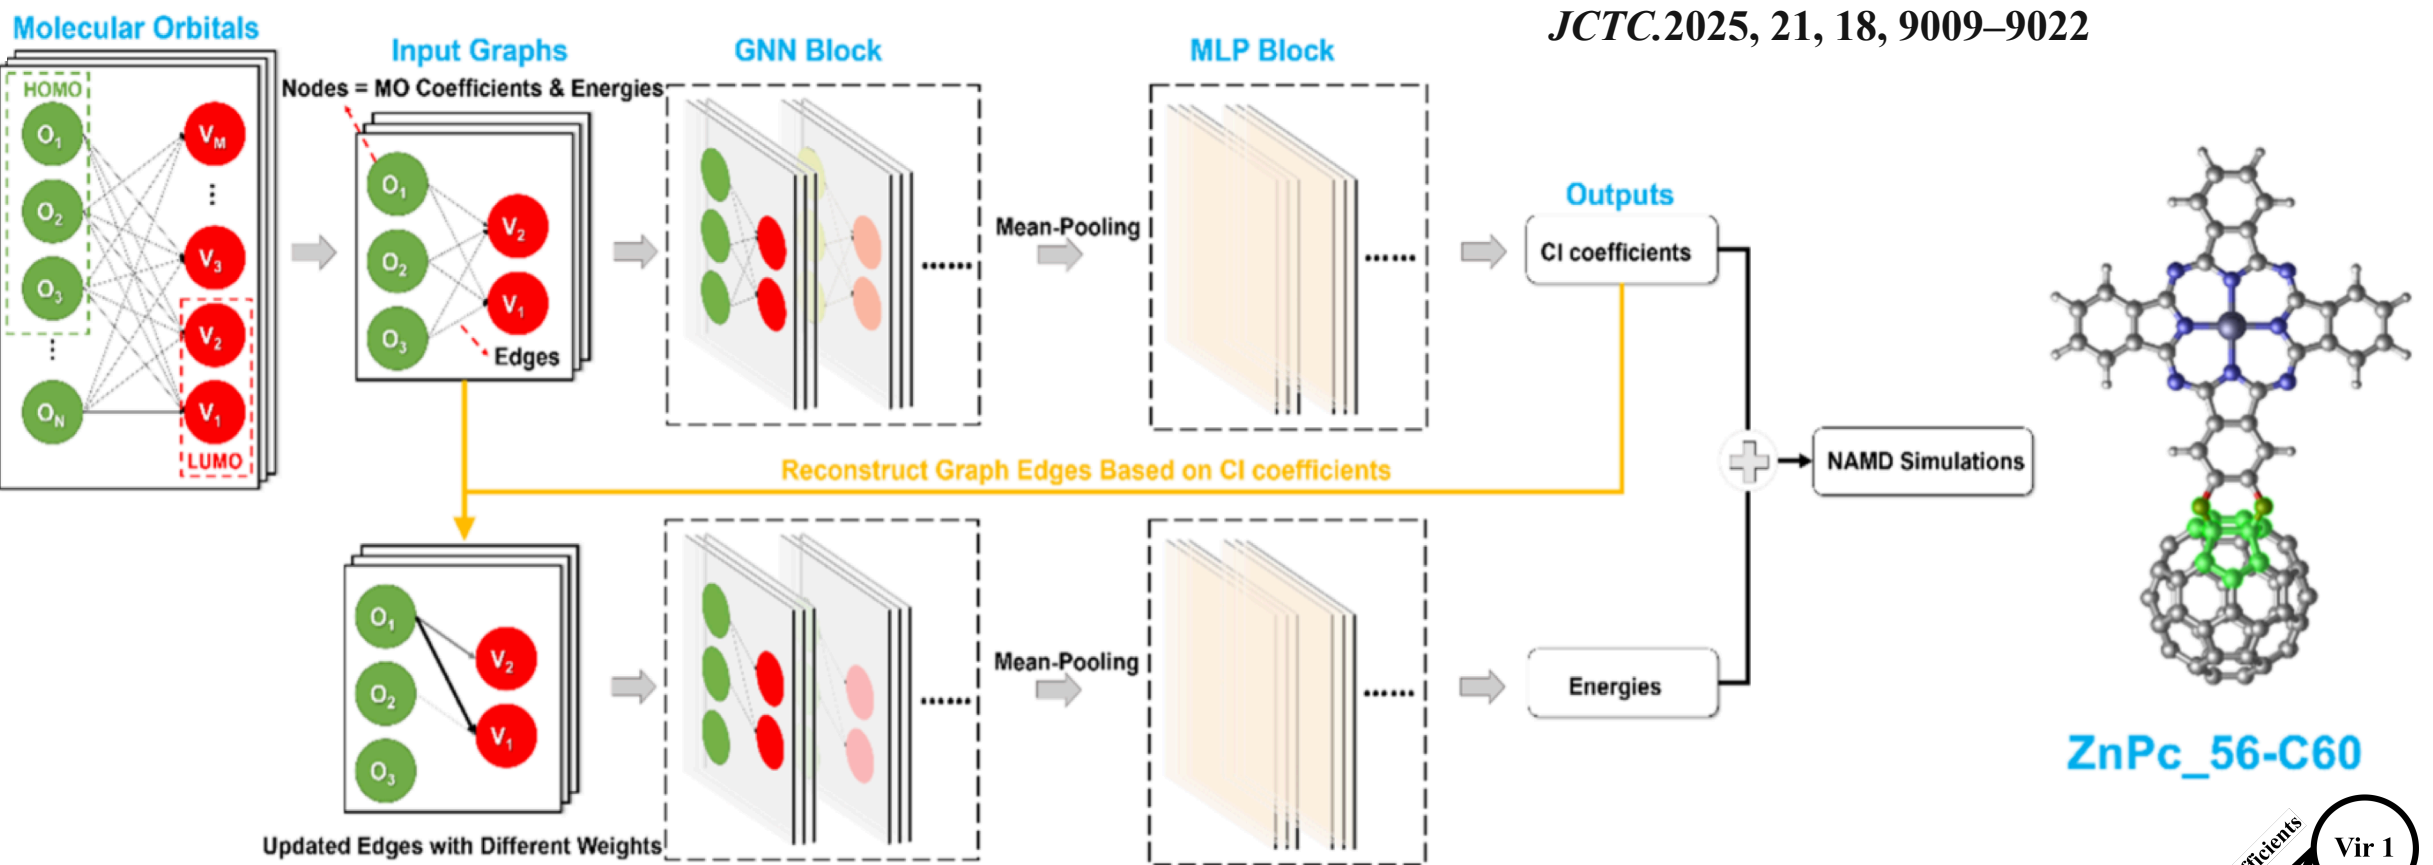 JCTC.2025, 21, 18, 9009–9022
Molecular Orbitals
Input Graphs
GNN Block
MLP Block
Nodes = MO Coefficients & Energies
HOMO
O1
O2
O3
ON
VM
V3
V2
V1
LUMO
O1
O2
O3
V2
V1
Edges
Mean-Pooling
Outputs
CI coefficients
Reconstruct Graph Edges Based on CI coefficients
NAMD Simulations
O1
O2
O3
V2
V1
Updated Edges with Different Weights
Mean-Pooling
Energies
ZnPc_56-C60
Vir 1